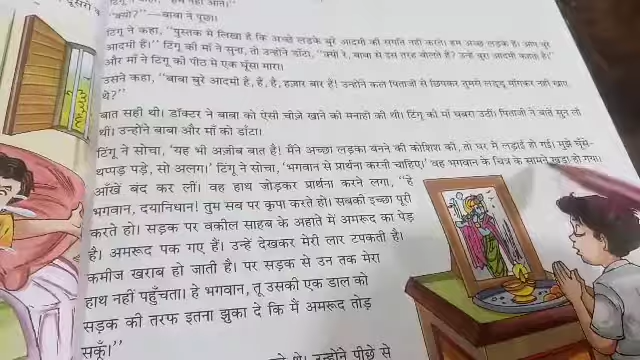 "क्यों?" —बाबा ने पूछा।
टिंगू ने कहा, "पुस्तक में लिखा है कि अच्छे लड़के बुरे आदमी की संगति नहीं करते। हम अच्छे लड़के हैं। आप बुरे
आदमी हैं।" टिंगू की माँ ने सुना, तो उन्होंने डाँटा, "क्यों रे, बाबा से इस तरह बोलते हैं? उन्हें बुरा आदमी कहता है।"
और माँ ने टिंगू की पीठ में एक घूँसा मारा।
उसने कहा, "बाबा बुरे आदमी हैं, हैं, हैं, हज़ार बार हैं! उन्होंने कल पिताजी से छिपकर तुमसे लड्डू माँगकर नहीं खाए
थे?"
बात सही थी। डॉक्टर ने बाबा को ऐसी चीज़ें खाने की मनाही की थी। टिंगू की माँ घबरा उठीं। पिताजी ने बातें सुन लीं
थीं। उन्होंने बाबा और माँ को डाँटा।
टिंगू ने सोचा, 'यह भी अज़ीब बात है! मैंने अच्छा लड़का बनने की कोशिश की, तो घर में लड़ाई हो गई। मुझे घूँसे-
थप्पड़ पड़े, सो अलग।' टिंगू ने सोचा, 'भगवान से प्रार्थना करनी चाहिए।' वह भगवान के चित्र के सामने खड़ा हो गया।
आँखें बंद कर लीं। वह हाथ जोड़कर प्रार्थना करने लगा, "हे
भगवान, दयानिधान! तुम सब पर कृपा करते हो। सबकी इच्छा पूरी
करते हो। सड़क पर वकील साहब के अहाते में अमरूद का पेड़
है। अमरूद पक गए हैं। उन्हें देखकर मेरी लार टपकती है।
कमीज खराब हो जाती है। पर सड़क से उन तक मेरा
हाथ नहीं पहुँचता। हे भगवान, तू उसकी एक डाल को
सड़क की तरफ इतना झुका दे कि मैं अमरूद तोड़
सकूँ।"
उन्होंने पीछे से